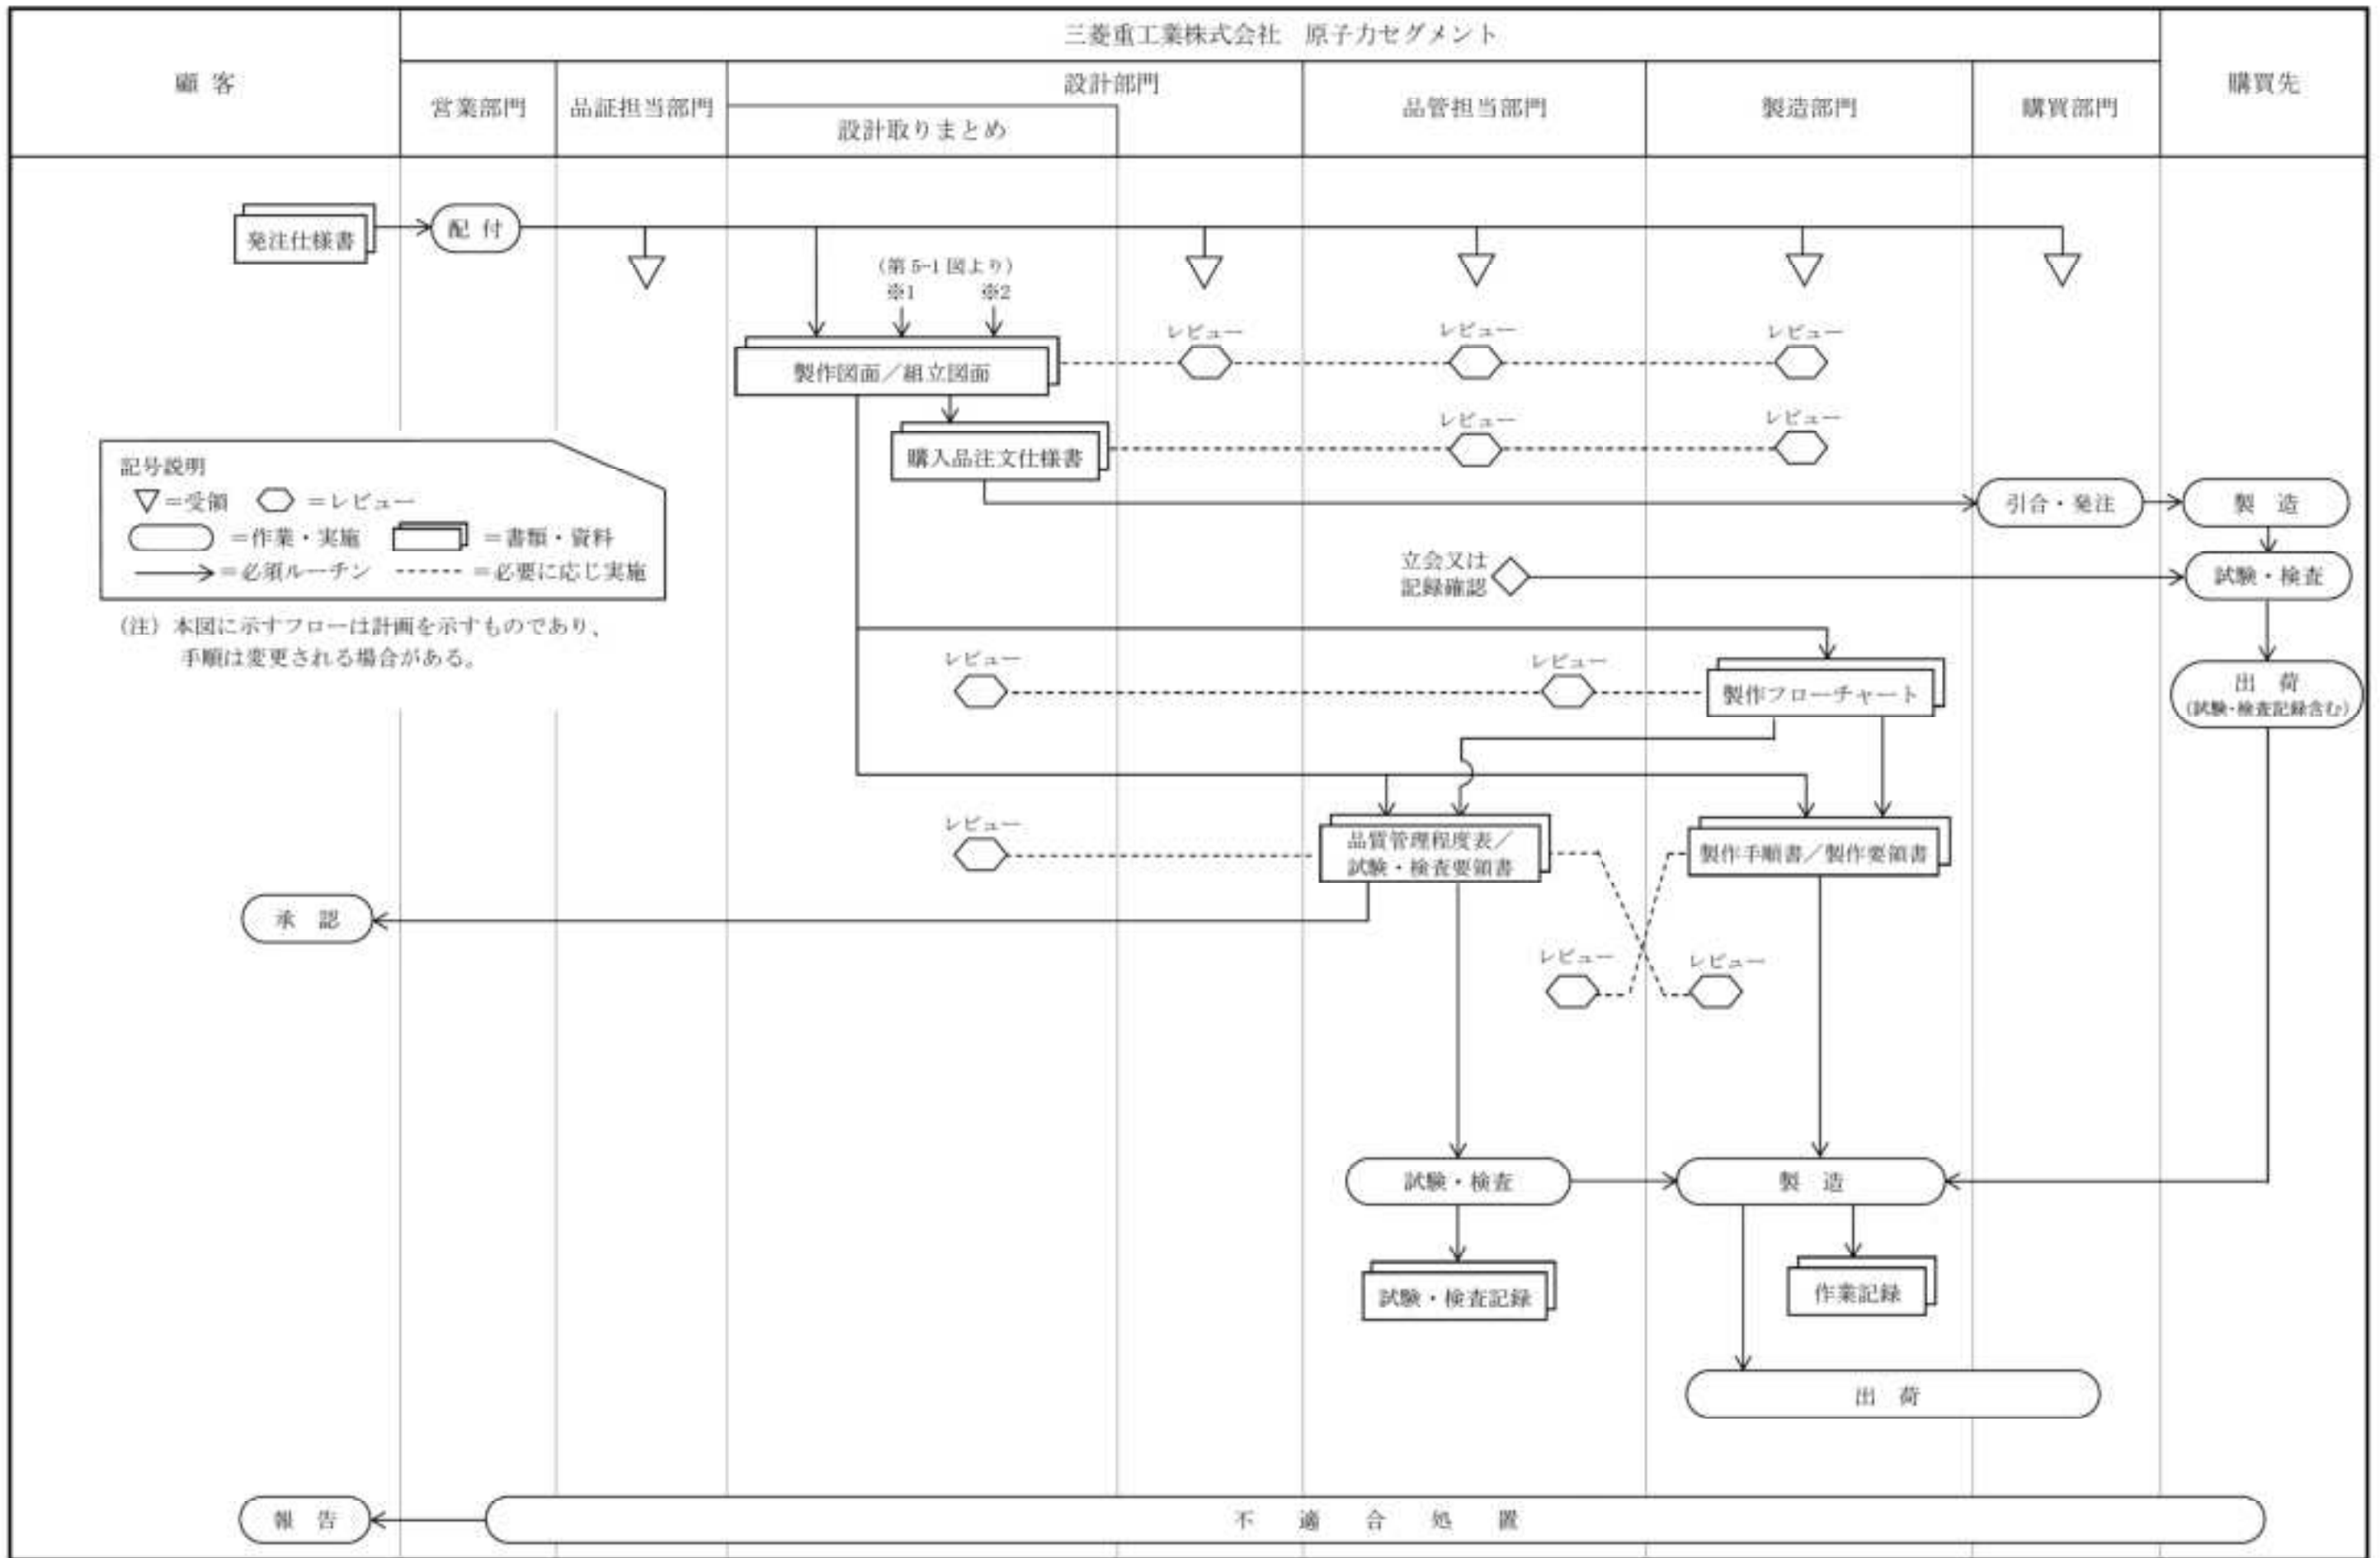 三菱重工業株式会社　原子力セグメント
顧 客
営業部門
品証担当部門
設計部門
設計取りまとめ
品管担当部門
製造部門
購買部門
購買先
発注仕様書
配 付
(第 5-1 図より)
※1
※2
レビュー
レビュー
レビュー
製作図面／組立図面
レビュー
レビュー
購入品注文仕様書
記号説明
▽＝受領　＝レビュー
＝作業・実施　＝書類・資料
＝必須ルーチン　＝必要に応じ実施
(注) 本図に示すフローは計画を示すものであり、
手順は変更される場合がある。
引合・発注
製　造
立会又は
記録確認
試験・検査
レビュー
レビュー
製作フローチャート
出　荷
(試験・検査記録含む)
レビュー
品質管理程度表／
試験・検査要領書
製作手順書／製作要領書
承　認
レビュー
レビュー
試験・検査
製　造
試験・検査記録
作業記録
出　荷
報　告
不　適　合　処　置